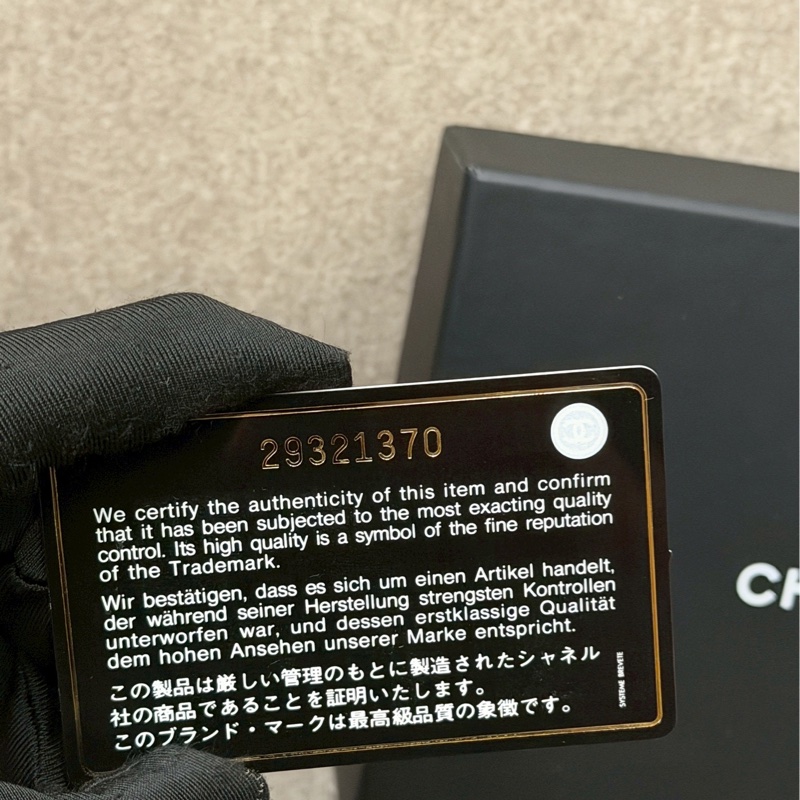 29321370
We certify the authenticity of this item and confirm
that it has been subjected to the most exacting quality
control. Its high quality is a symbol of the fine reputation
of the Trademark.
Wir bestätigen, dass es sich um einen Artikel handelt,
der während seiner Herstellung strengsten Kontrollen
unterworfen war, und dessen erstklassige Qualität
dem hohen Ansehen unserer Marke entspricht.
この製品は厳しい管理のもとに製造されたシャネル
社の商品であることを証明いたします。
このブランド・マークは最高級品質の象徴です。
SYSTEME BREVETE
CH